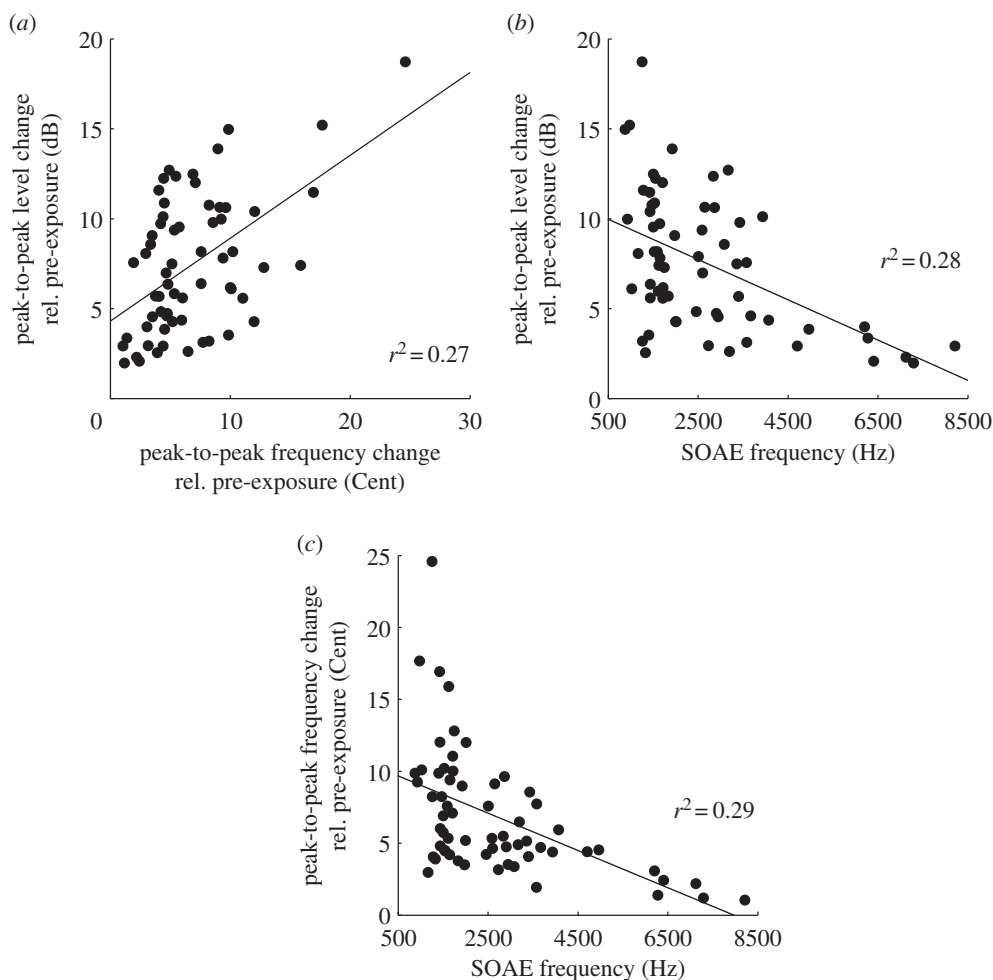 (a)
20
15
10
5
0
10
20
30
peak-to-peak level change
rel. pre-exposure (dB)
r² = 0.27
peak-to-peak frequency change
rel. pre-exposure (Cent)
(b)
20
15
10
5
0
500
2500
4500
6500
8500
peak-to-peak level change
rel. pre-exposure (dB)
r² = 0.28
SOAE frequency (Hz)
(c)
25
20
15
10
5
0
500
2500
4500
6500
8500
peak-to-peak frequency change
rel. pre-exposure (Cent)
r² = 0.29
SOAE frequency (Hz)